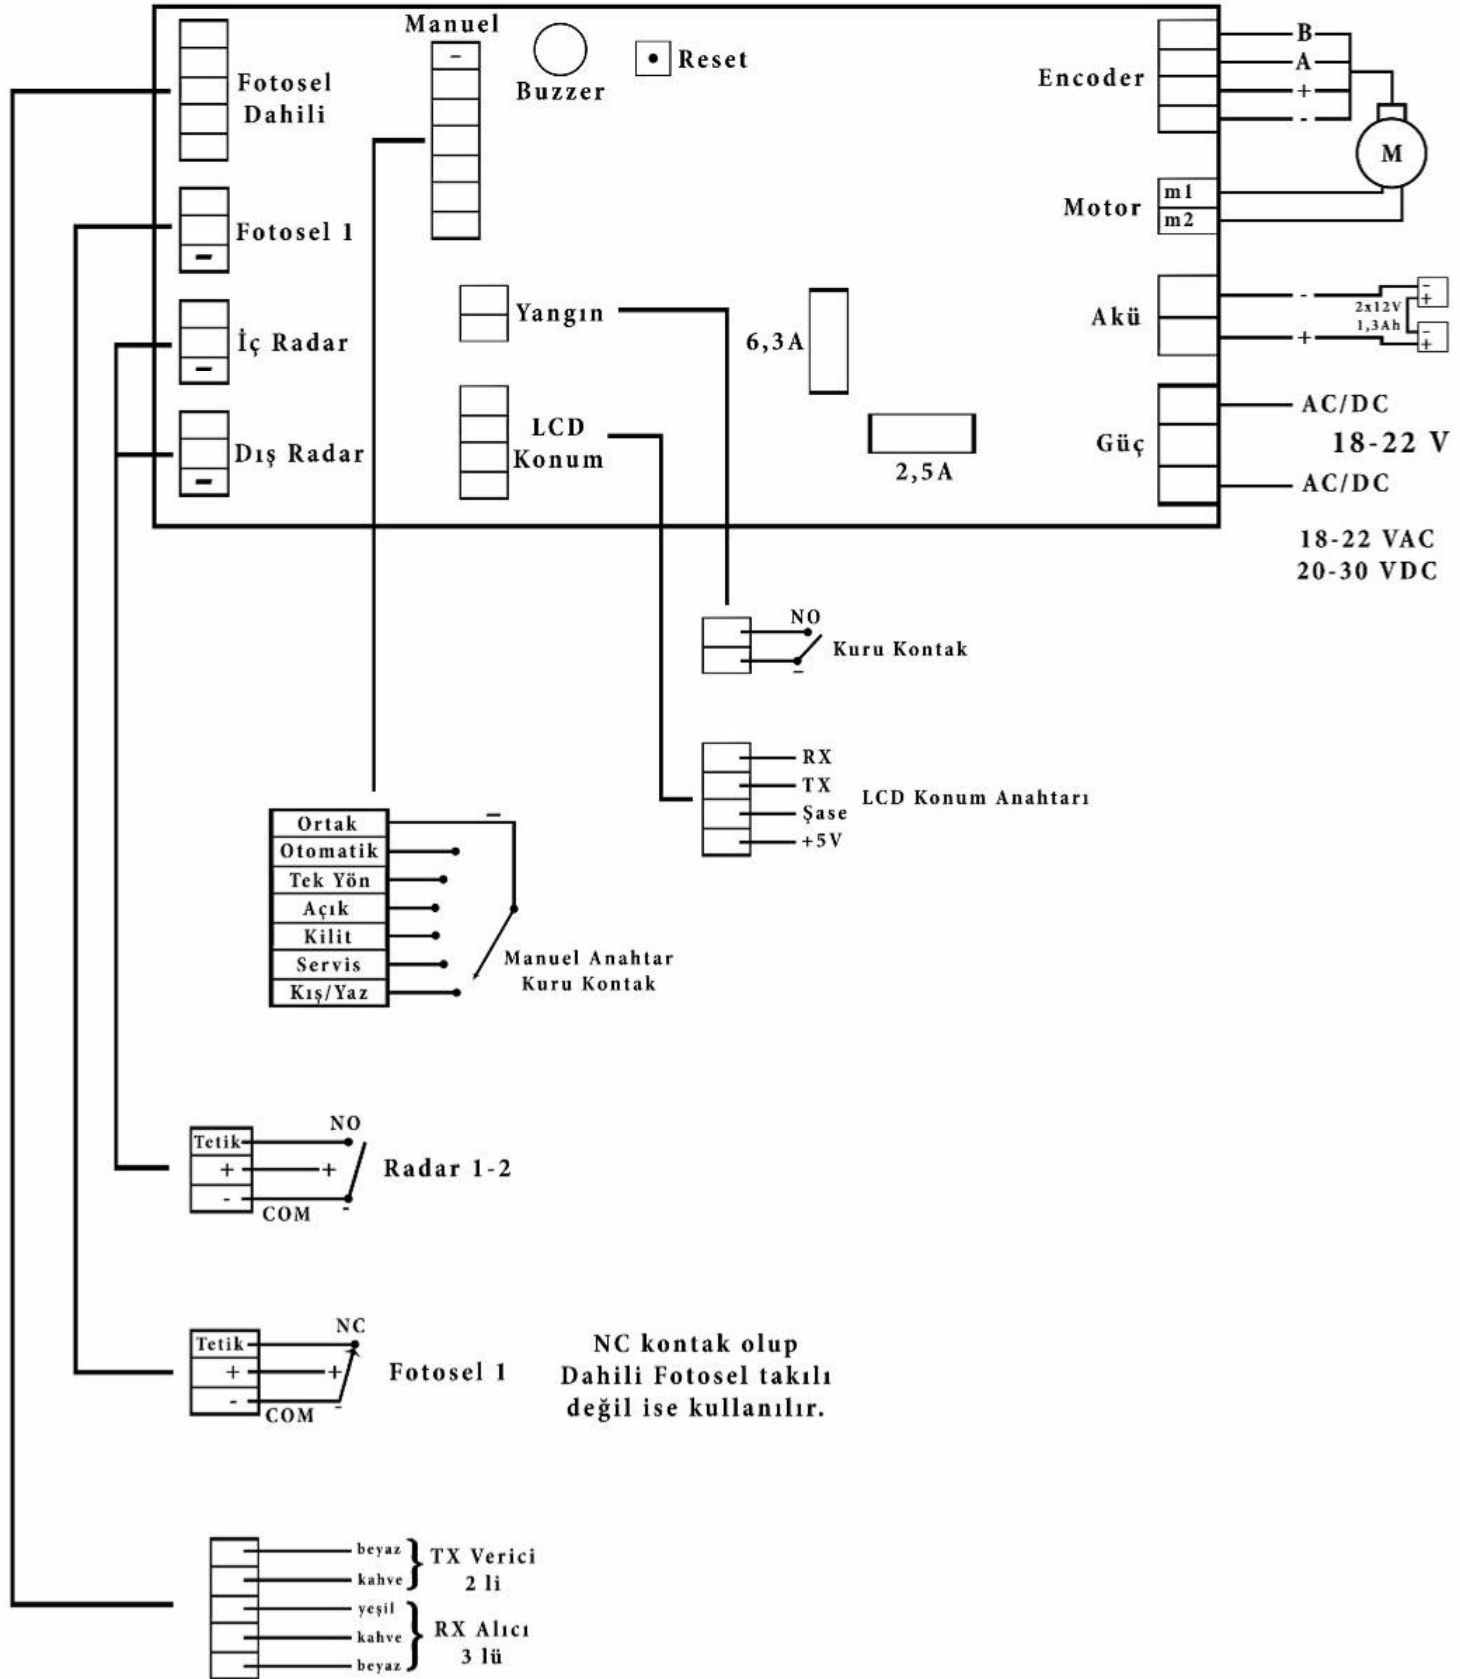 Manuel
−
Buzzer
Reset
Fotosel
Dahili
Fotosel 1
-
İç Radar
-
Dış Radar
-
Yangın
LCD
Konum
6,3A
2,5A
Encoder
B
A
+
-
M
Motor
m1
m2
Akü
-
+
2x12V
1,3Ah
-
+
-
+
Güç
AC/DC
18-22 V
AC/DC
18-22 VAC
20-30 VDC
NO
-
Kuru Kontak
RX
TX
Şase
+5V
LCD Konum Anahtarı
Ortak
−
Otomatik
Tek Yön
Açık
Kilit
Servis
Kış/Yaz
Manuel Anahtar
Kuru Kontak
Tetik
NO
+
+
-
-
COM
Radar 1-2
Tetik
NC
+
+
-
-
COM
Fotosel 1
NC kontak olup
Dahili Fotosel takılı
değil ise kullanılır.
beyaz
kahve
TX Verici
2 li
yeşil
kahve
beyaz
RX Alıcı
3 lü